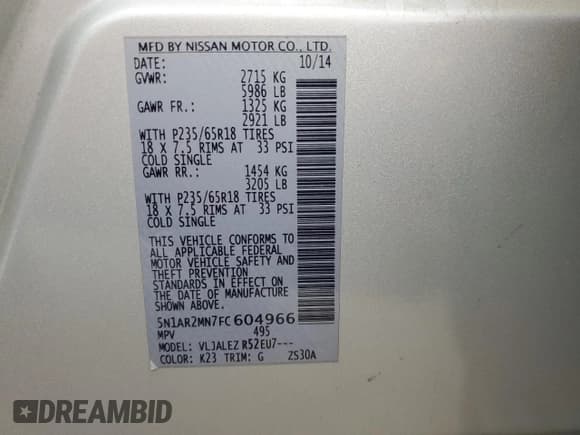 MFD BY NISSAN MOTOR CO., LTD.
DATE: 10/14
GVWR: 2715 KG
5986 LB
GAWR FR.: 1325 KG
2921 LB
WITH P235/65R18 TIRES
18 X 7.5 RIMS AT 33 PSI
COLD SINGLE
GAWR RR.: 1454 KG
3205 LB
WITH P235/65R18 TIRES
18 X 7.5 RIMS AT 33 PSI
COLD SINGLE
THIS VEHICLE CONFORMS TO
ALL APPLICABLE FEDERAL
MOTOR VEHICLE SAFETY AND
THEFT PREVENTION
STANDARDS IN EFFECT ON
THE DATE OF MANUFACTURE
SHOWN ABOVE.
5N1AR2MN7FC604966
MPV 495
MODEL: VLJALEZ R52EU7---
COLOR: K23 TRIM: G ZS30A
DREAMBID